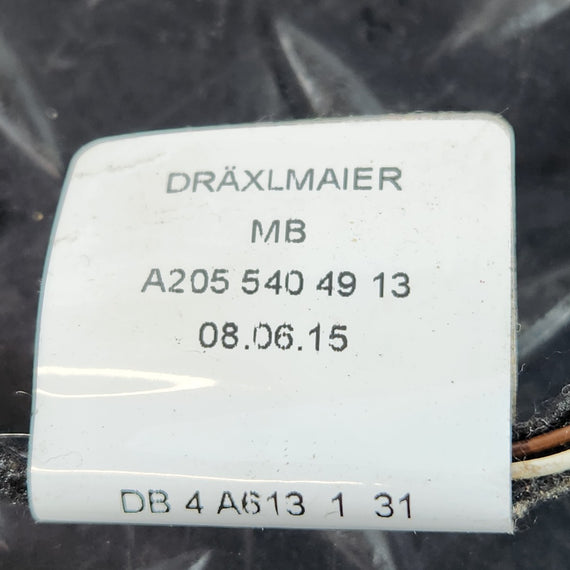 DRÄXLMAIER
MB
A205 540 49 13
08.06.15
DB 4 A613 1 31